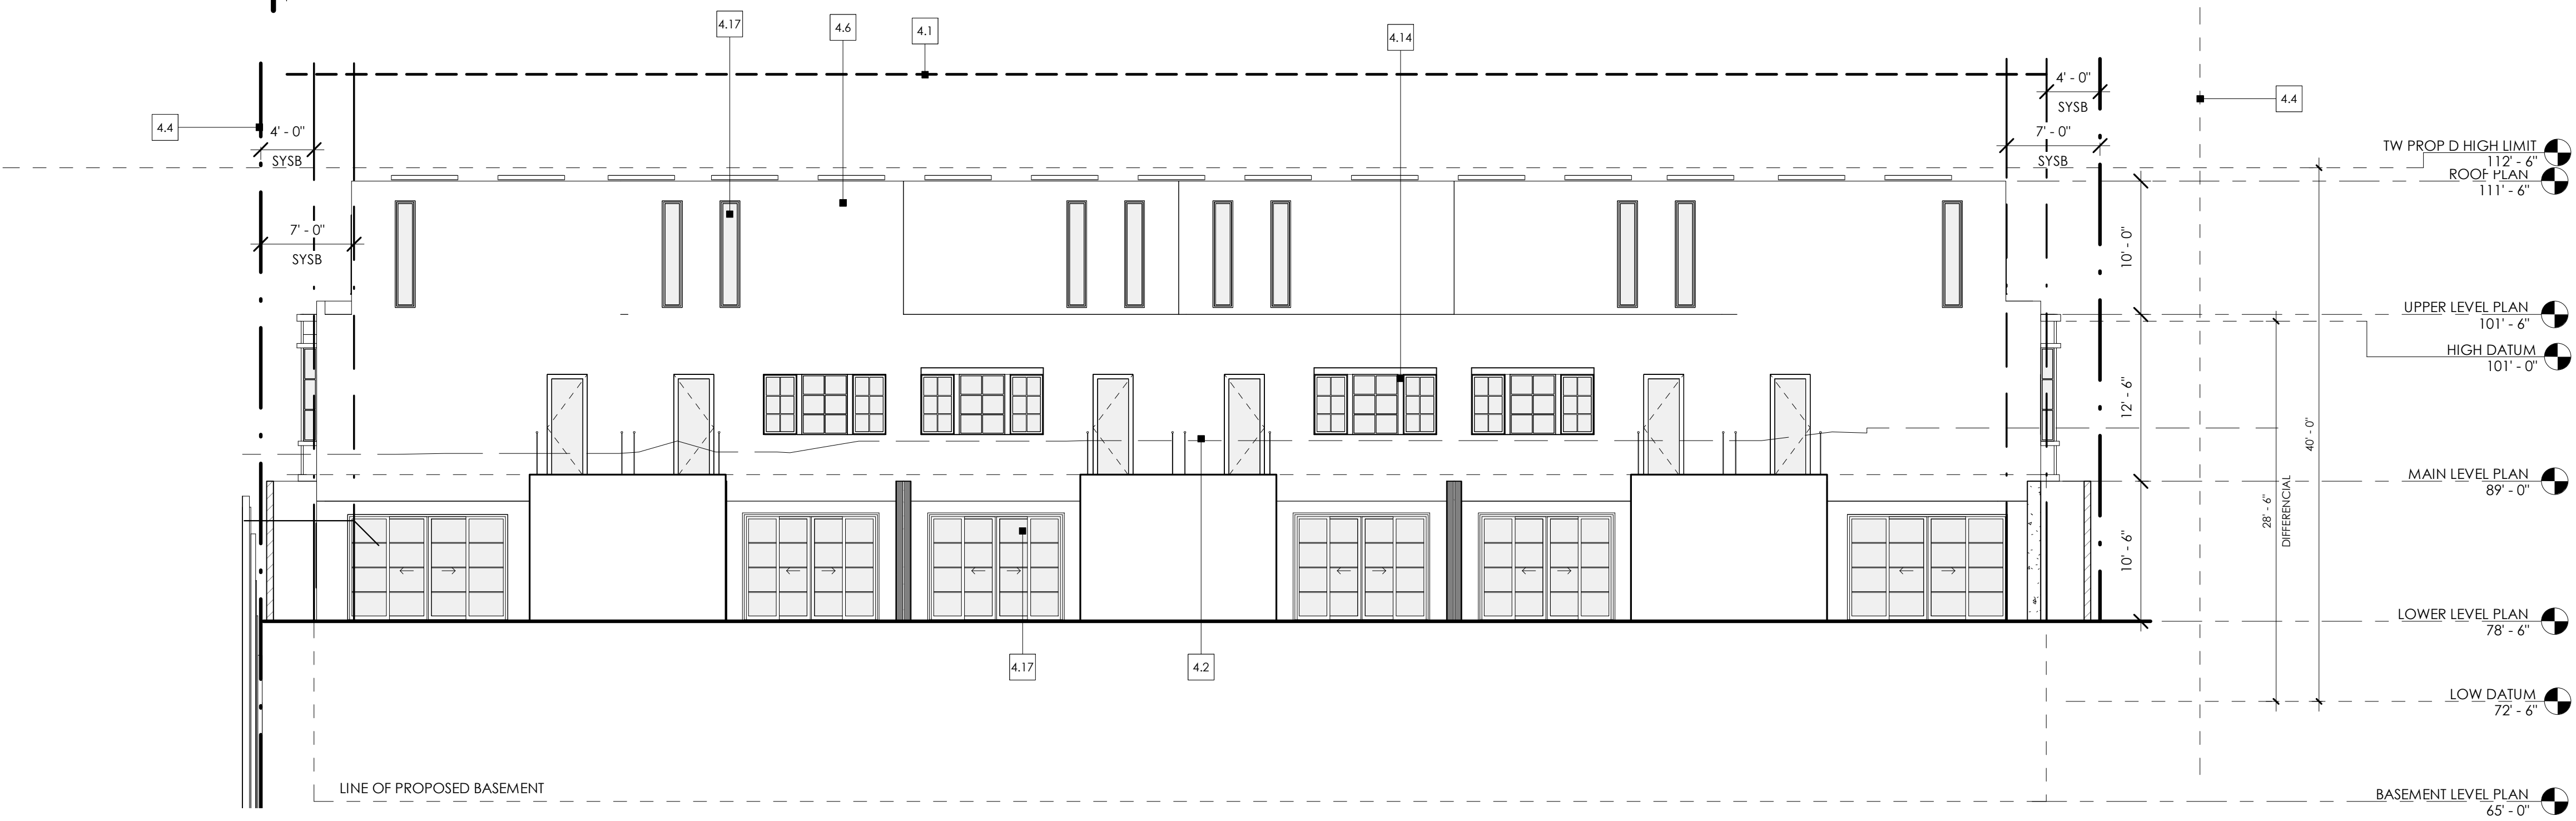 4.17
4.6
4.1
4.14
4.4
4' - 0"
SYSB
7' - 0"
SYSB
4' - 0"
SYSB
7' - 0"
SYSB
4.4
TW PROP D HIGH LIMIT
112' - 6"
ROOF PLAN
111' - 6"
10' - 0"
UPPER LEVEL PLAN
101' - 6"
HIGH DATUM
101' - 0"
12' - 6"
40' - 0"
MAIN LEVEL PLAN
89' - 0"
28' - 6"
DIFFERENCIAL
10' - 6"
LOWER LEVEL PLAN
78' - 6"
4.17
4.2
LOW DATUM
72' - 6"
LINE OF PROPOSED BASEMENT
BASEMENT LEVEL PLAN
65' - 0"